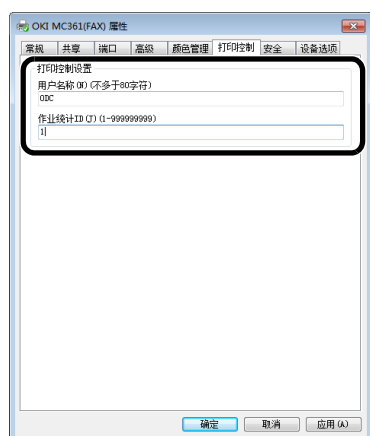 OKI MC361(FAX) 属性
常规 共享 端口 高级 颜色管理 打印控制 安全 设备选项
打印控制设置
用户名称(N)(不多于80字符)
ODC
作业统计ID(J)(1-999999999)
1
确定 取消 应用(A)